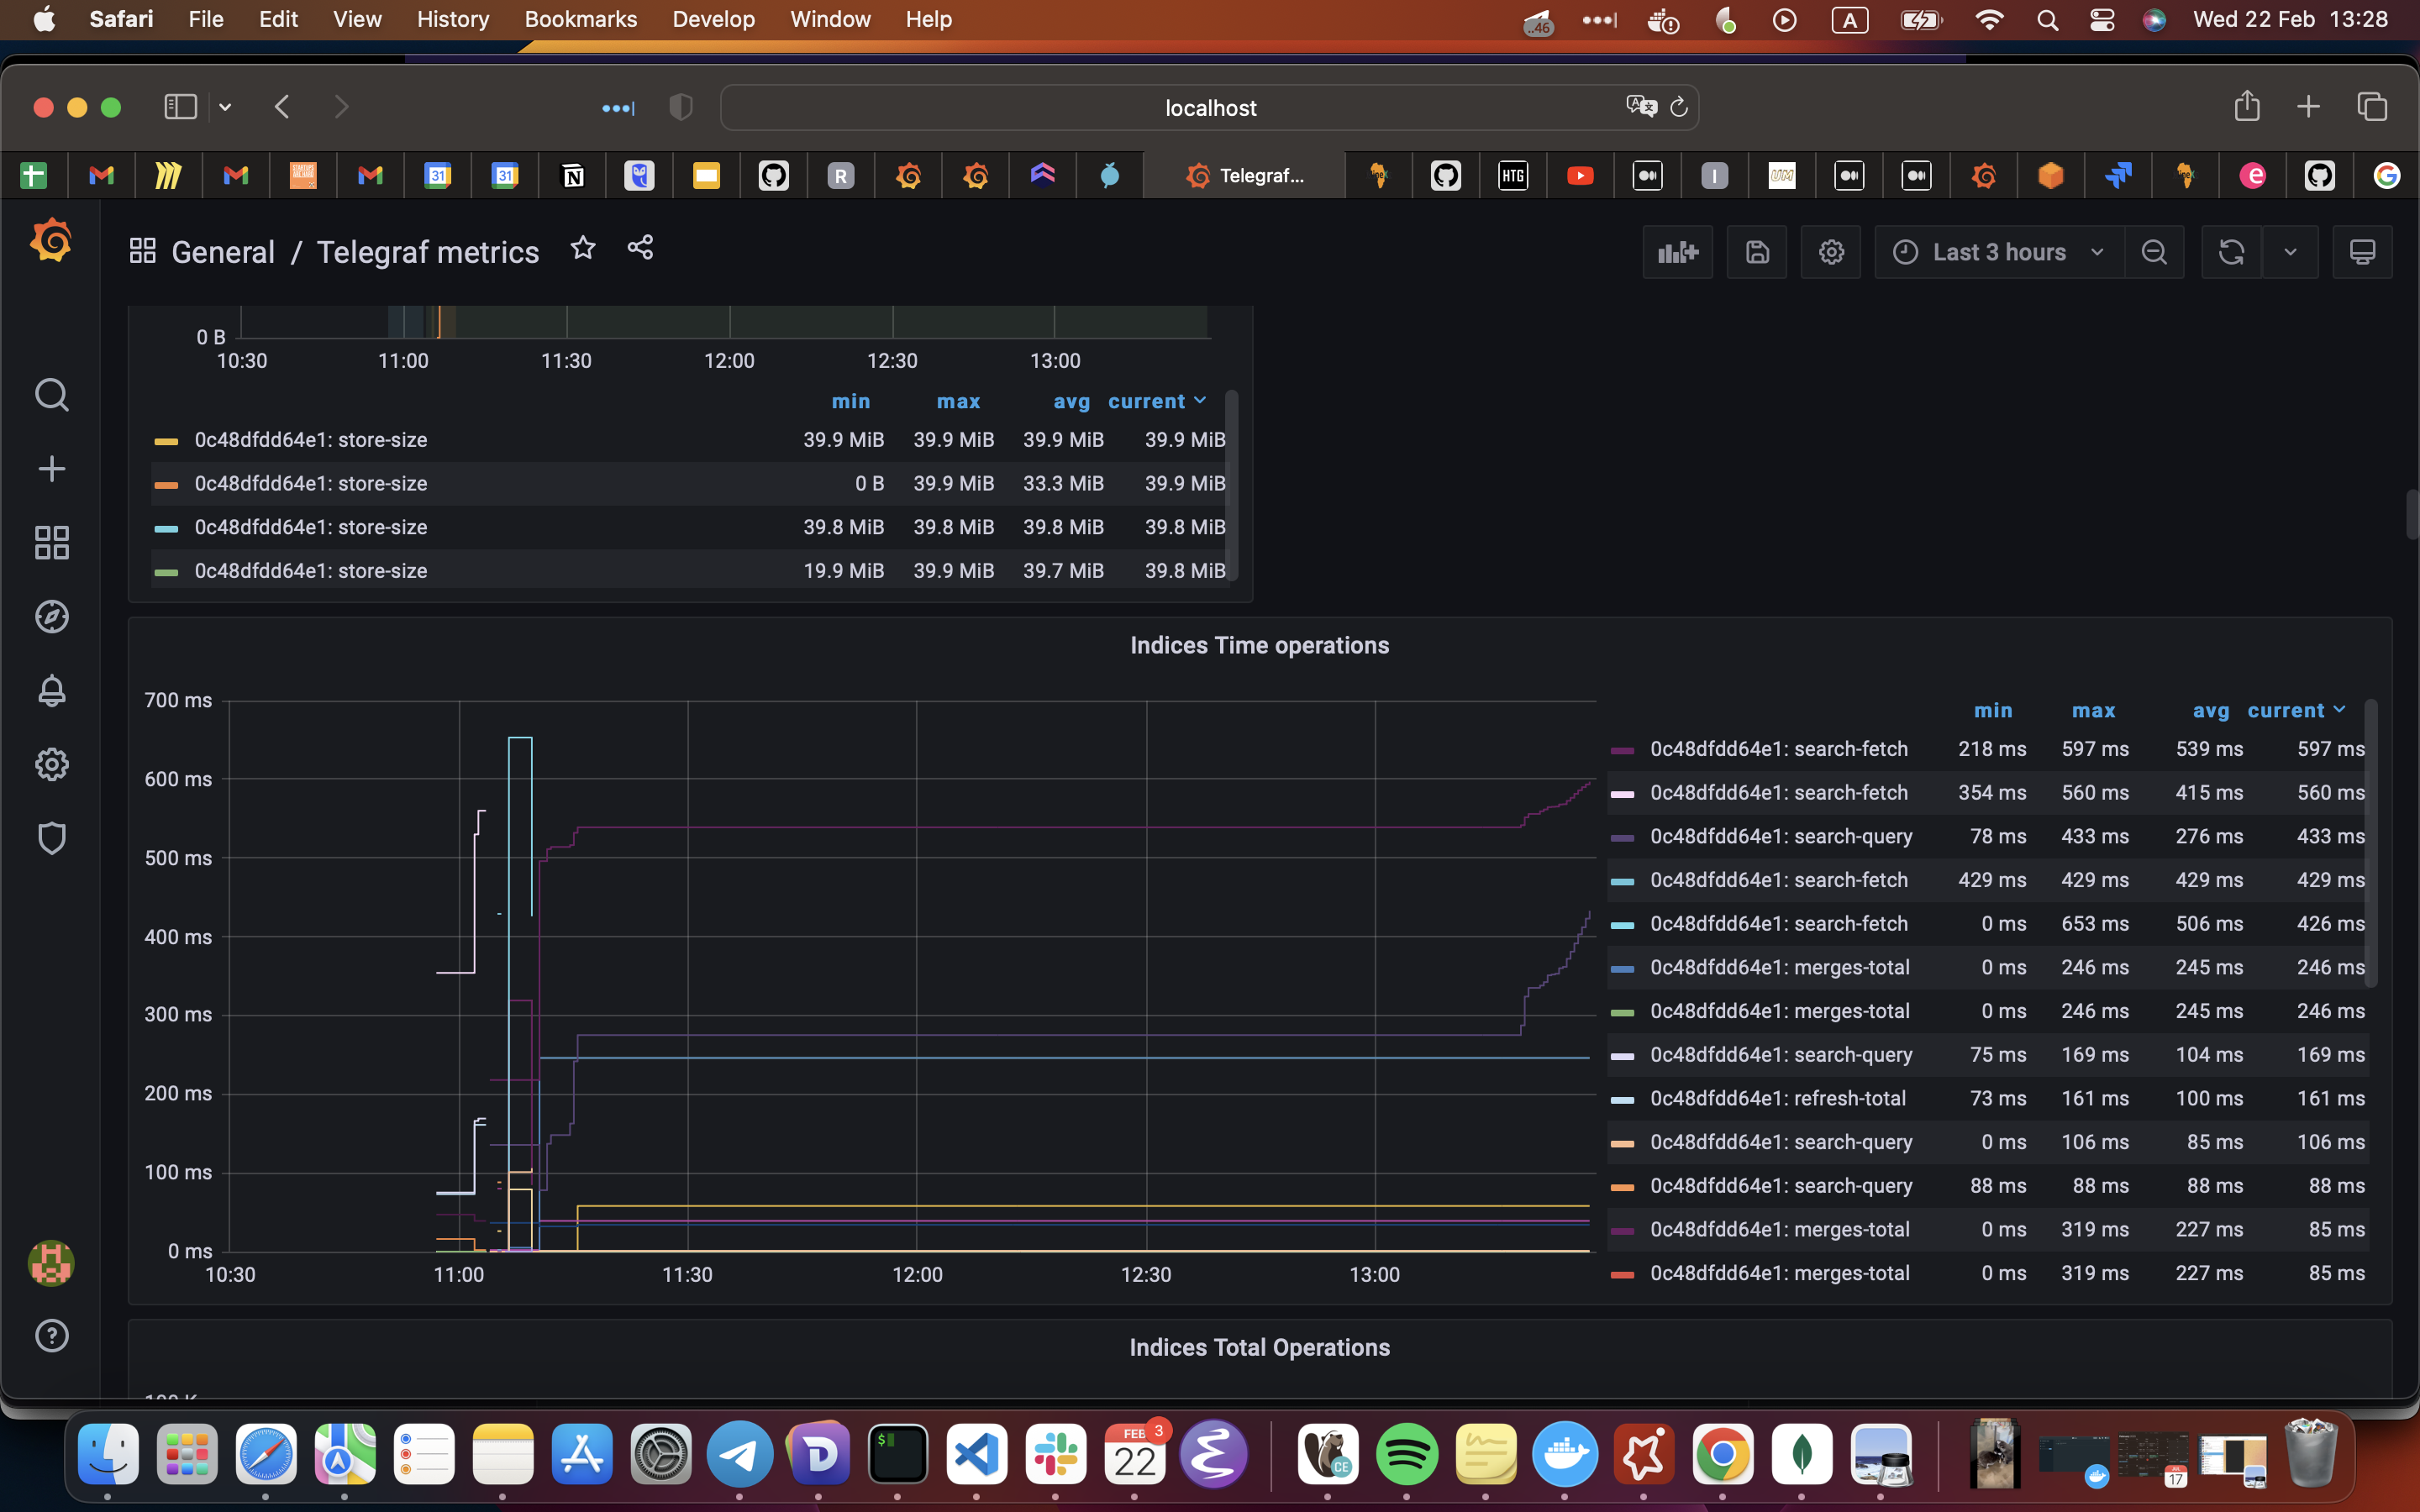 Safari File Edit View History Bookmarks Develop Window Help ..46 A Wed 22 Feb 13:28
localhost
31 31 R Telegraf... HTG I UM
General / Telegraf metrics Last 3 hours
0 B
10:30 11:00 11:30 12:00 12:30 13:00
min max avg current
0c48dfdd64e1: store-size 39.9 MiB 39.9 MiB 39.9 MiB 39.9 MiB
0c48dfdd64e1: store-size 0 B 39.9 MiB 33.3 MiB 39.9 MiB
0c48dfdd64e1: store-size 39.8 MiB 39.8 MiB 39.8 MiB 39.8 MiB
0c48dfdd64e1: store-size 19.9 MiB 39.9 MiB 39.7 MiB 39.8 MiB
Indices Time operations
700 ms
600 ms
500 ms
400 ms
300 ms
200 ms
100 ms
0 ms
10:30 11:00 11:30 12:00 12:30 13:00
min max avg current
0c48dfdd64e1: search-fetch 218 ms 597 ms 539 ms 597 ms
0c48dfdd64e1: search-fetch 354 ms 560 ms 415 ms 560 ms
0c48dfdd64e1: search-query 78 ms 433 ms 276 ms 433 ms
0c48dfdd64e1: search-fetch 429 ms 429 ms 429 ms 429 ms
0c48dfdd64e1: search-fetch 0 ms 653 ms 506 ms 426 ms
0c48dfdd64e1: merges-total 0 ms 246 ms 245 ms 246 ms
0c48dfdd64e1: merges-total 0 ms 246 ms 245 ms 246 ms
0c48dfdd64e1: search-query 75 ms 169 ms 104 ms 169 ms
0c48dfdd64e1: refresh-total 73 ms 161 ms 100 ms 161 ms
0c48dfdd64e1: search-query 0 ms 106 ms 85 ms 106 ms
0c48dfdd64e1: search-query 88 ms 88 ms 88 ms 88 ms
0c48dfdd64e1: merges-total 0 ms 319 ms 227 ms 85 ms
0c48dfdd64e1: merges-total 0 ms 319 ms 227 ms 85 ms
Indices Total Operations
FEB 3
22
CE
17